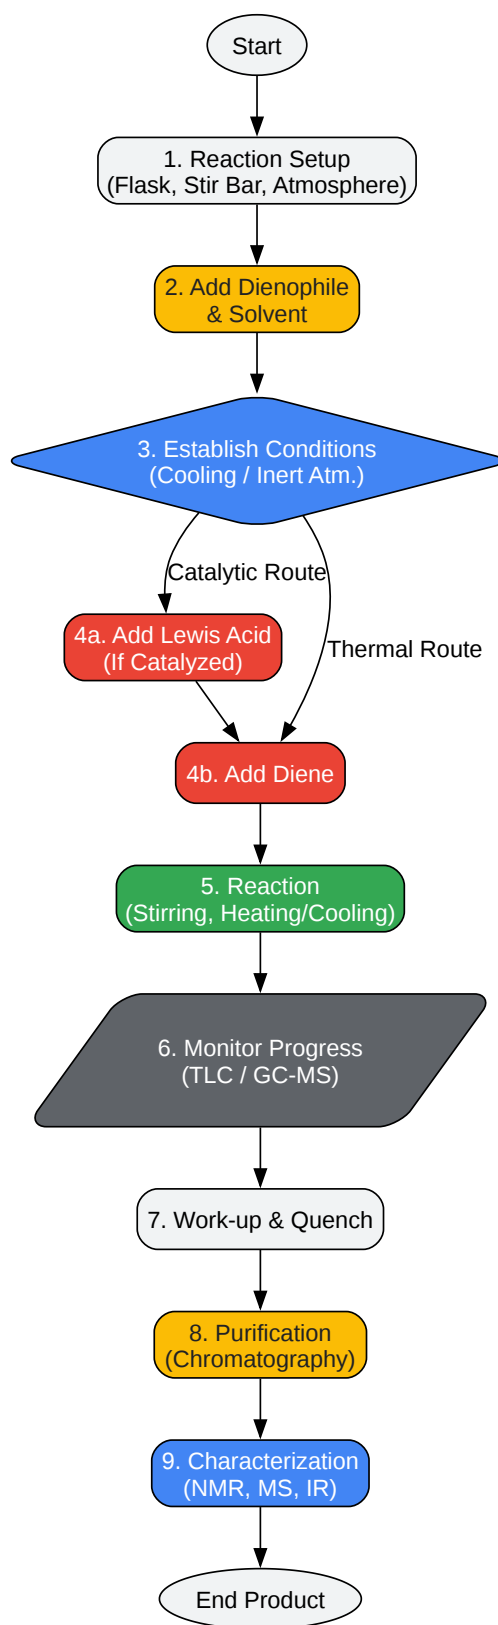 Start
1. Reaction Setup
(Flask, Stir Bar, Atmosphere)
2. Add Dienophile
& Solvent
3. Establish Conditions
(Cooling / Inert Atm.)
Catalytic Route
4a. Add Lewis Acid
(If Catalyzed)
Thermal Route
4b. Add Diene
5. Reaction
(Stirring, Heating/Cooling)
6. Monitor Progress
(TLC / GC-MS)
7. Work-up & Quench
8. Purification
(Chromatography)
9. Characterization
(NMR, MS, IR)
End Product